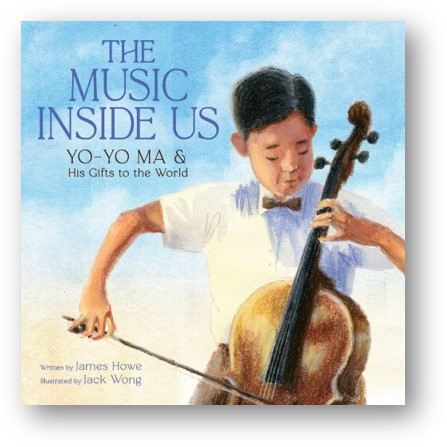 THE
MUSIC
INSIDE US
YO-YO MA &
His Gifts to the World
Written by James Howe
Illustrated by Jack Wong